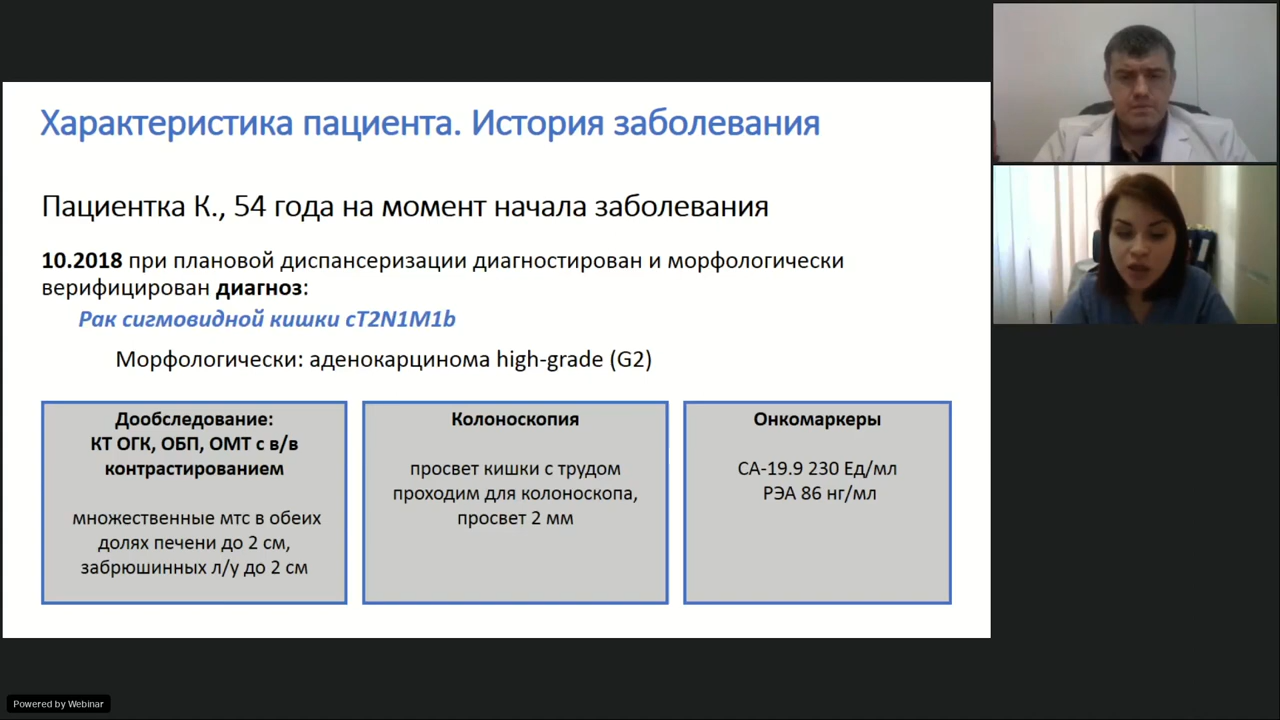 Характеристика пациента. История заболевания
Пациентка К., 54 года на момент начала заболевания
10.2018 при плановой диспансеризации диагностирован и морфологически
верифицирован диагноз:
Рак сигмовидной кишки cT2N1M1b
Морфологически: аденокарцинома high-grade (G2)
Дообследование:
КТ ОГК, ОБП, ОМТ с в/в
контрастированием
множественные мтс в обеих
долях печени до 2 см,
забрюшинных л/у до 2 см
Колоноскопия
просвет кишки с трудом
проходим для колоноскопа,
просвет 2 мм
Онкомаркеры
СА-19.9 230 Ед/мл
РЭА 86 нг/мл
Powered by Webinar